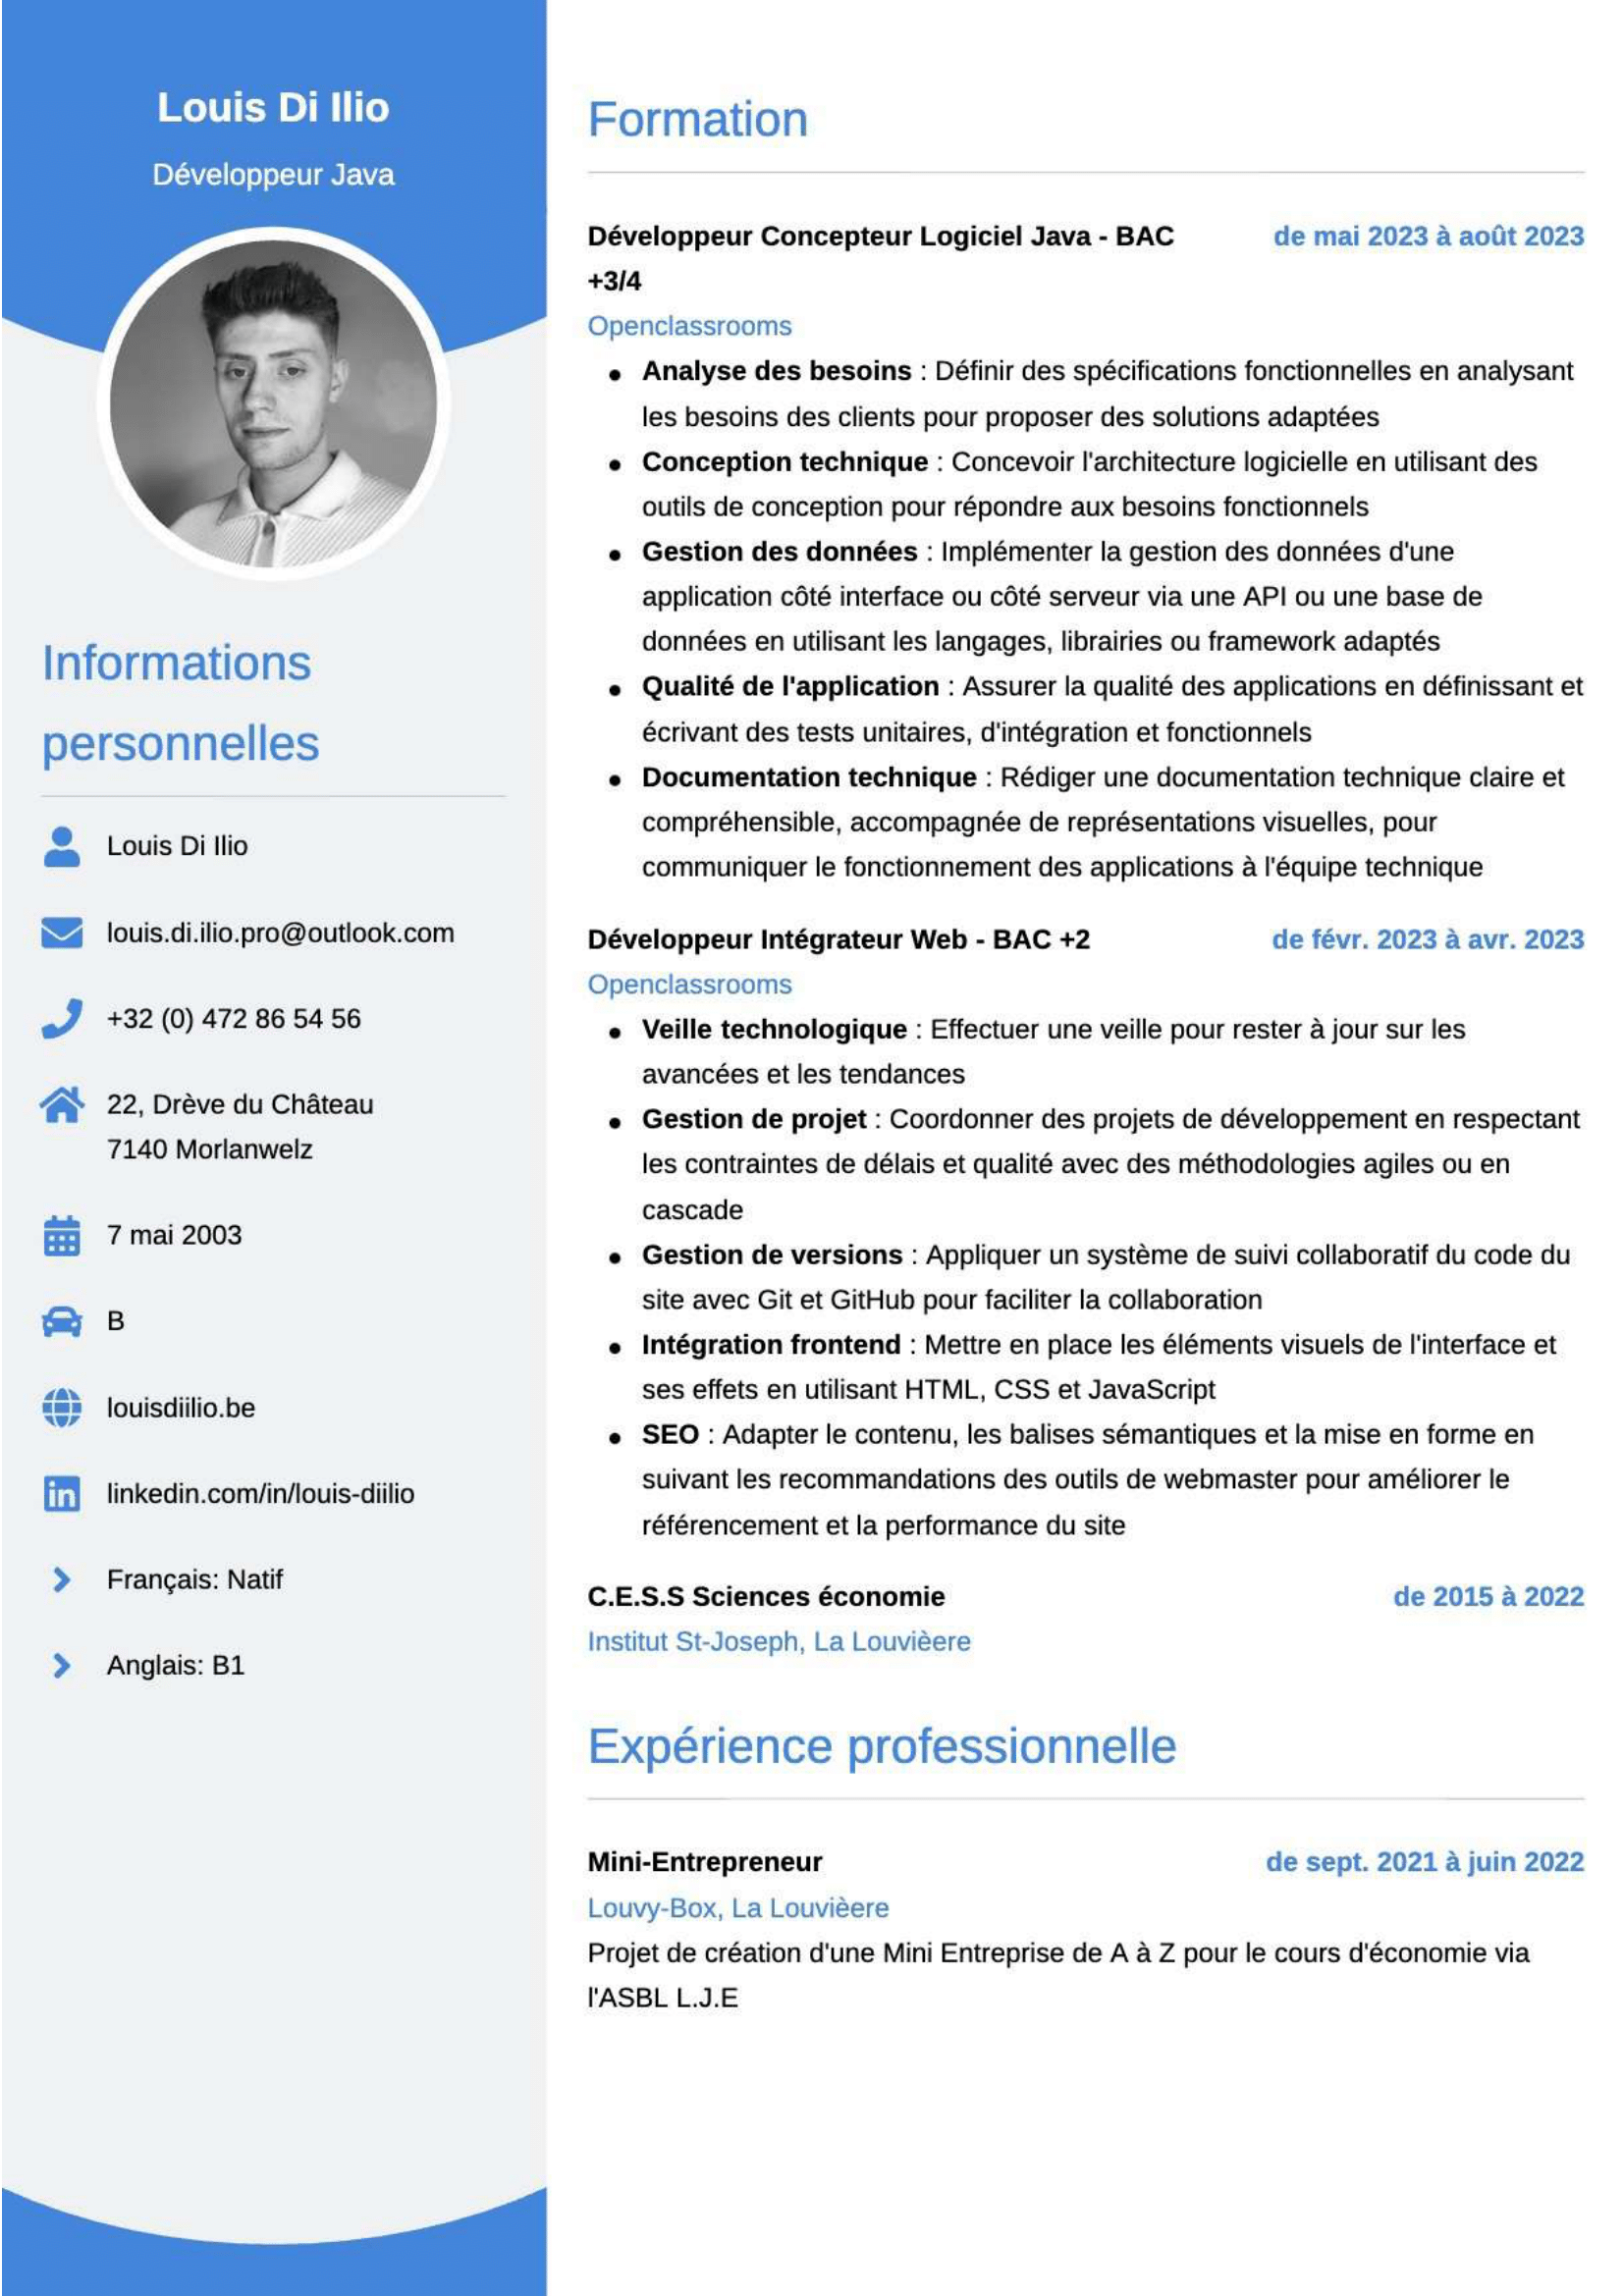 Louis Di Ilio
Développeur Java
Informations
personnelles
Louis Di Ilio
louis.di.ilio.pro@outlook.com
+32 (0) 472 86 54 56
22, Drève du Château
7140 Morlanwelz
7 mai 2003
B
louisdiilio.be
linkedin.com/in/louis-diilio
Français: Natif
Anglais: B1
Formation
Développeur Concepteur Logiciel Java - BAC de mai 2023 à août 2023
+3/4
Openclassrooms
• Analyse des besoins : Définir des spécifications fonctionnelles en analysant
les besoins des clients pour proposer des solutions adaptées
• Conception technique : Concevoir l'architecture logicielle en utilisant des
outils de conception pour répondre aux besoins fonctionnels
• Gestion des données : Implémenter la gestion des données d'une
application côté interface ou côté serveur via une API ou une base de
données en utilisant les langages, librairies ou framework adaptés
• Qualité de l'application : Assurer la qualité des applications en définissant et
écrivant des tests unitaires, d'intégration et fonctionnels
• Documentation technique : Rédiger une documentation technique claire et
compréhensible, accompagnée de représentations visuelles, pour
communiquer le fonctionnement des applications à l'équipe technique
Développeur Intégrateur Web - BAC +2 de févr. 2023 à avr. 2023
Openclassrooms
• Veille technologique : Effectuer une veille pour rester à jour sur les
avancées et les tendances
• Gestion de projet : Coordonner des projets de développement en respectant
les contraintes de délais et qualité avec des méthodologies agiles ou en
cascade
• Gestion de versions : Appliquer un système de suivi collaboratif du code du
site avec Git et GitHub pour faciliter la collaboration
• Intégration frontend : Mettre en place les éléments visuels de l'interface et
ses effets en utilisant HTML, CSS et JavaScript
• SEO : Adapter le contenu, les balises sémantiques et la mise en forme en
suivant les recommandations des outils de webmaster pour améliorer le
référencement et la performance du site
C.E.S.S Sciences économie de 2015 à 2022
Institut St-Joseph, La Louvièere
Expérience professionnelle
Mini-Entrepreneur de sept. 2021 à juin 2022
Louvy-Box, La Louvièere
Projet de création d'une Mini Entreprise de A à Z pour le cours d'économie via
l'ASBL L.J.E